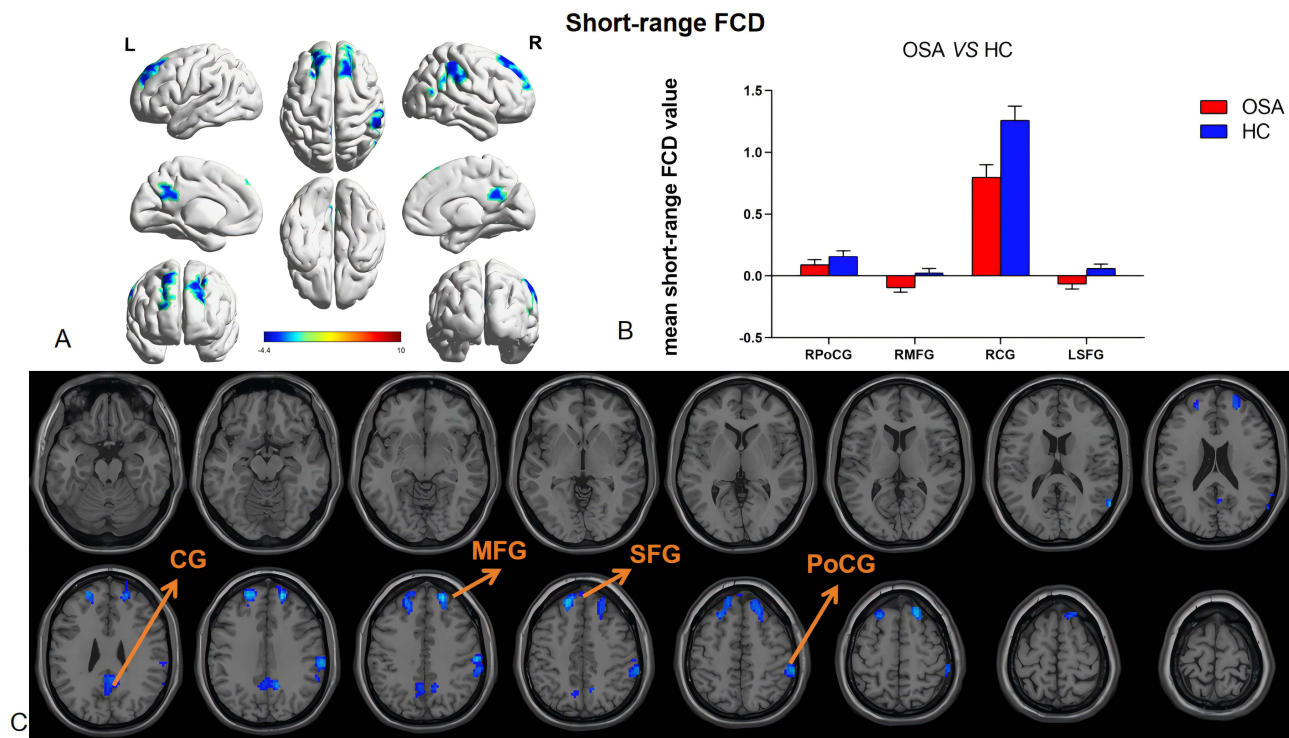 Short-range FCD
L
R
-4.4
10
A
OSA VS HC
mean short-range FCD value
1.5
1.0
0.5
0.0
-0.5
RPoCG
RMFG
RCG
LSFG
OSA
HC
B
CG
MFG
SFG
PoCG
C